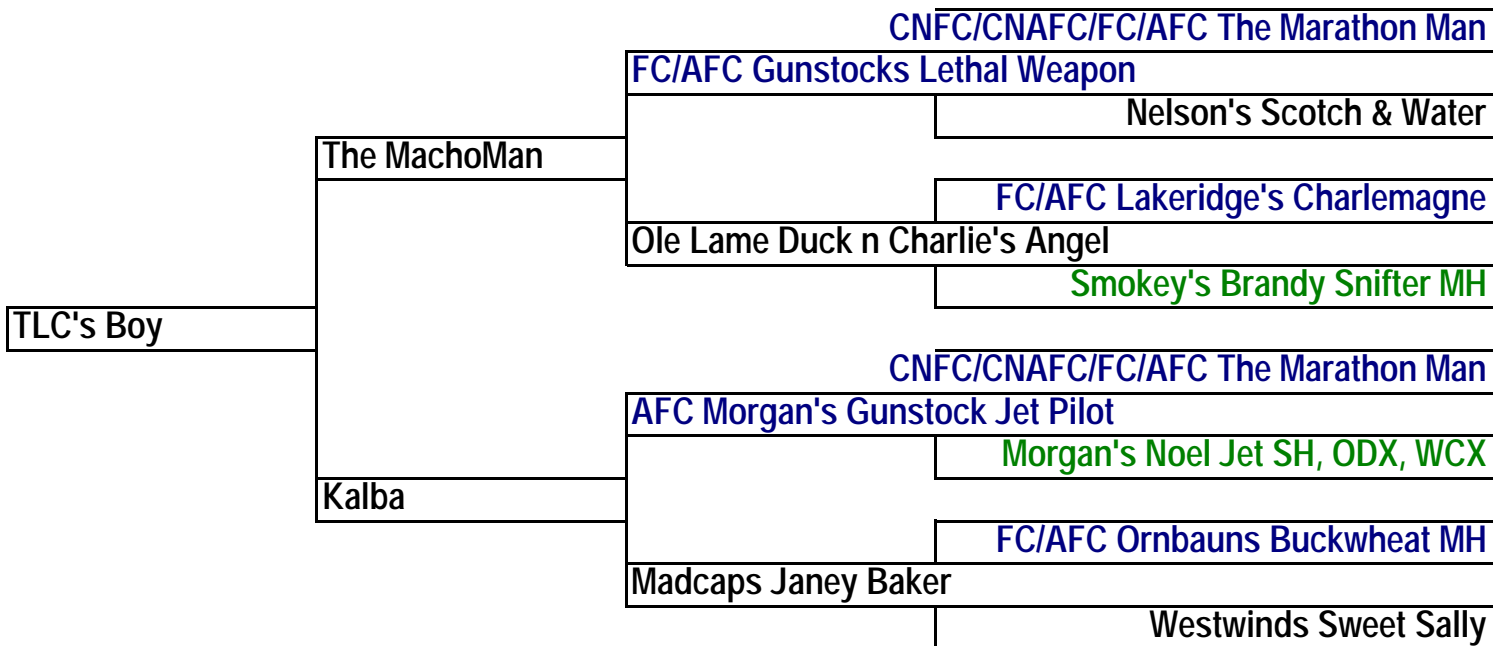 CNFC/CNAFC/FC/AFC The Marathon Man
FC/AFC Gunstocks Lethal Weapon
Nelson's Scotch & Water
The MachoMan
FC/AFC Lakeridge's Charlemagne
Ole Lame Duck n Charlie's Angel
Smokey's Brandy Snifter MH
TLC's Boy
CNFC/CNAFC/FC/AFC The Marathon Man
AFC Morgan's Gunstock Jet Pilot
Morgan's Noel Jet SH, ODX, WCX
Kalba
FC/AFC Ornbauns Buckwheat MH
Madcaps Janey Baker
Westwinds Sweet Sally